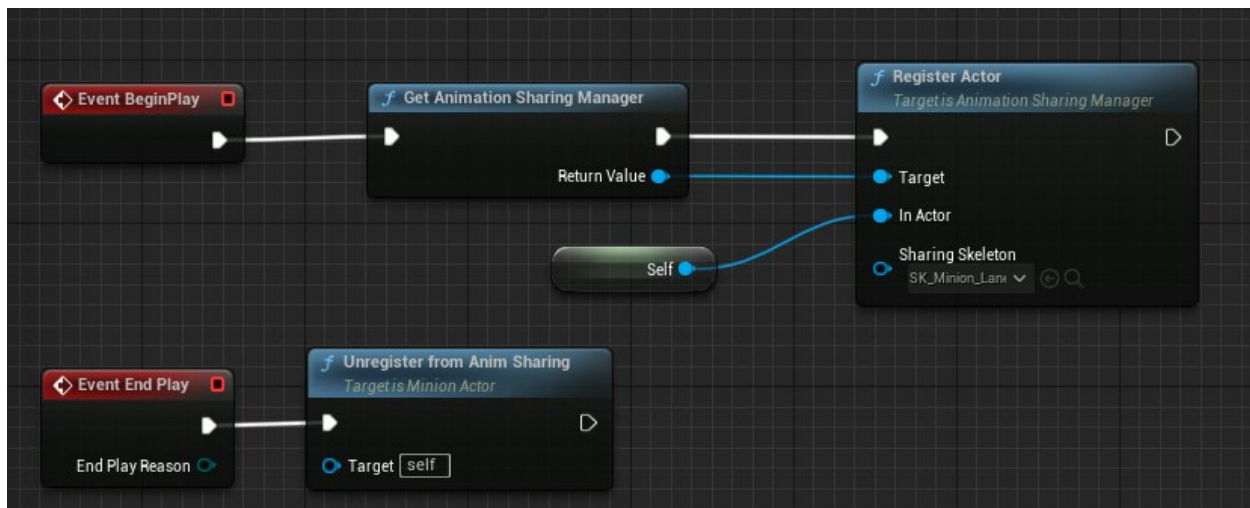 Event BeginPlay
f Get Animation Sharing Manager
Return Value
f Register Actor
Target is Animation Sharing Manager
Target
In Actor
Sharing Skeleton
SK_Minion_Lane
Self
Event End Play
End Play Reason
f Unregister from Anim Sharing
Target is Minion Actor
Target self